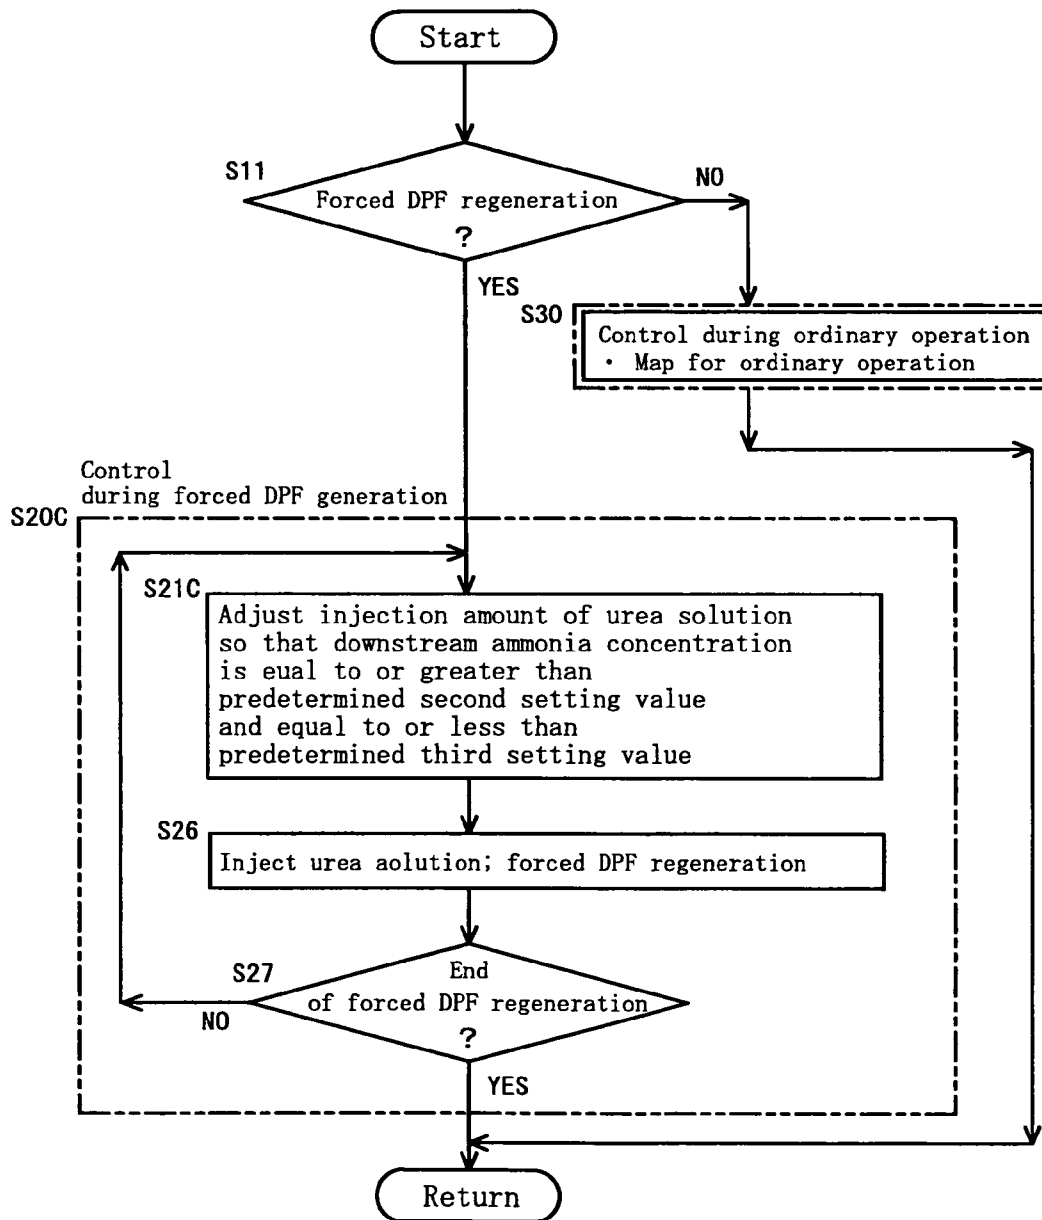 Start
S11
Forced DPF regeneration
?
NO
YES
S30
Control during ordinary operation
・ Map for ordinary operation
Control
during forced DPF generation
S20C
S21C
Adjust injection amount of urea solution
so that downstream ammonia concentration
is eual to or greater than
predetermined second setting value
and equal to or less than
predetermined third setting value
S26
Inject urea aolution; forced DPF regeneration
S27
End
of forced DPF regeneration
?
NO
YES
Return